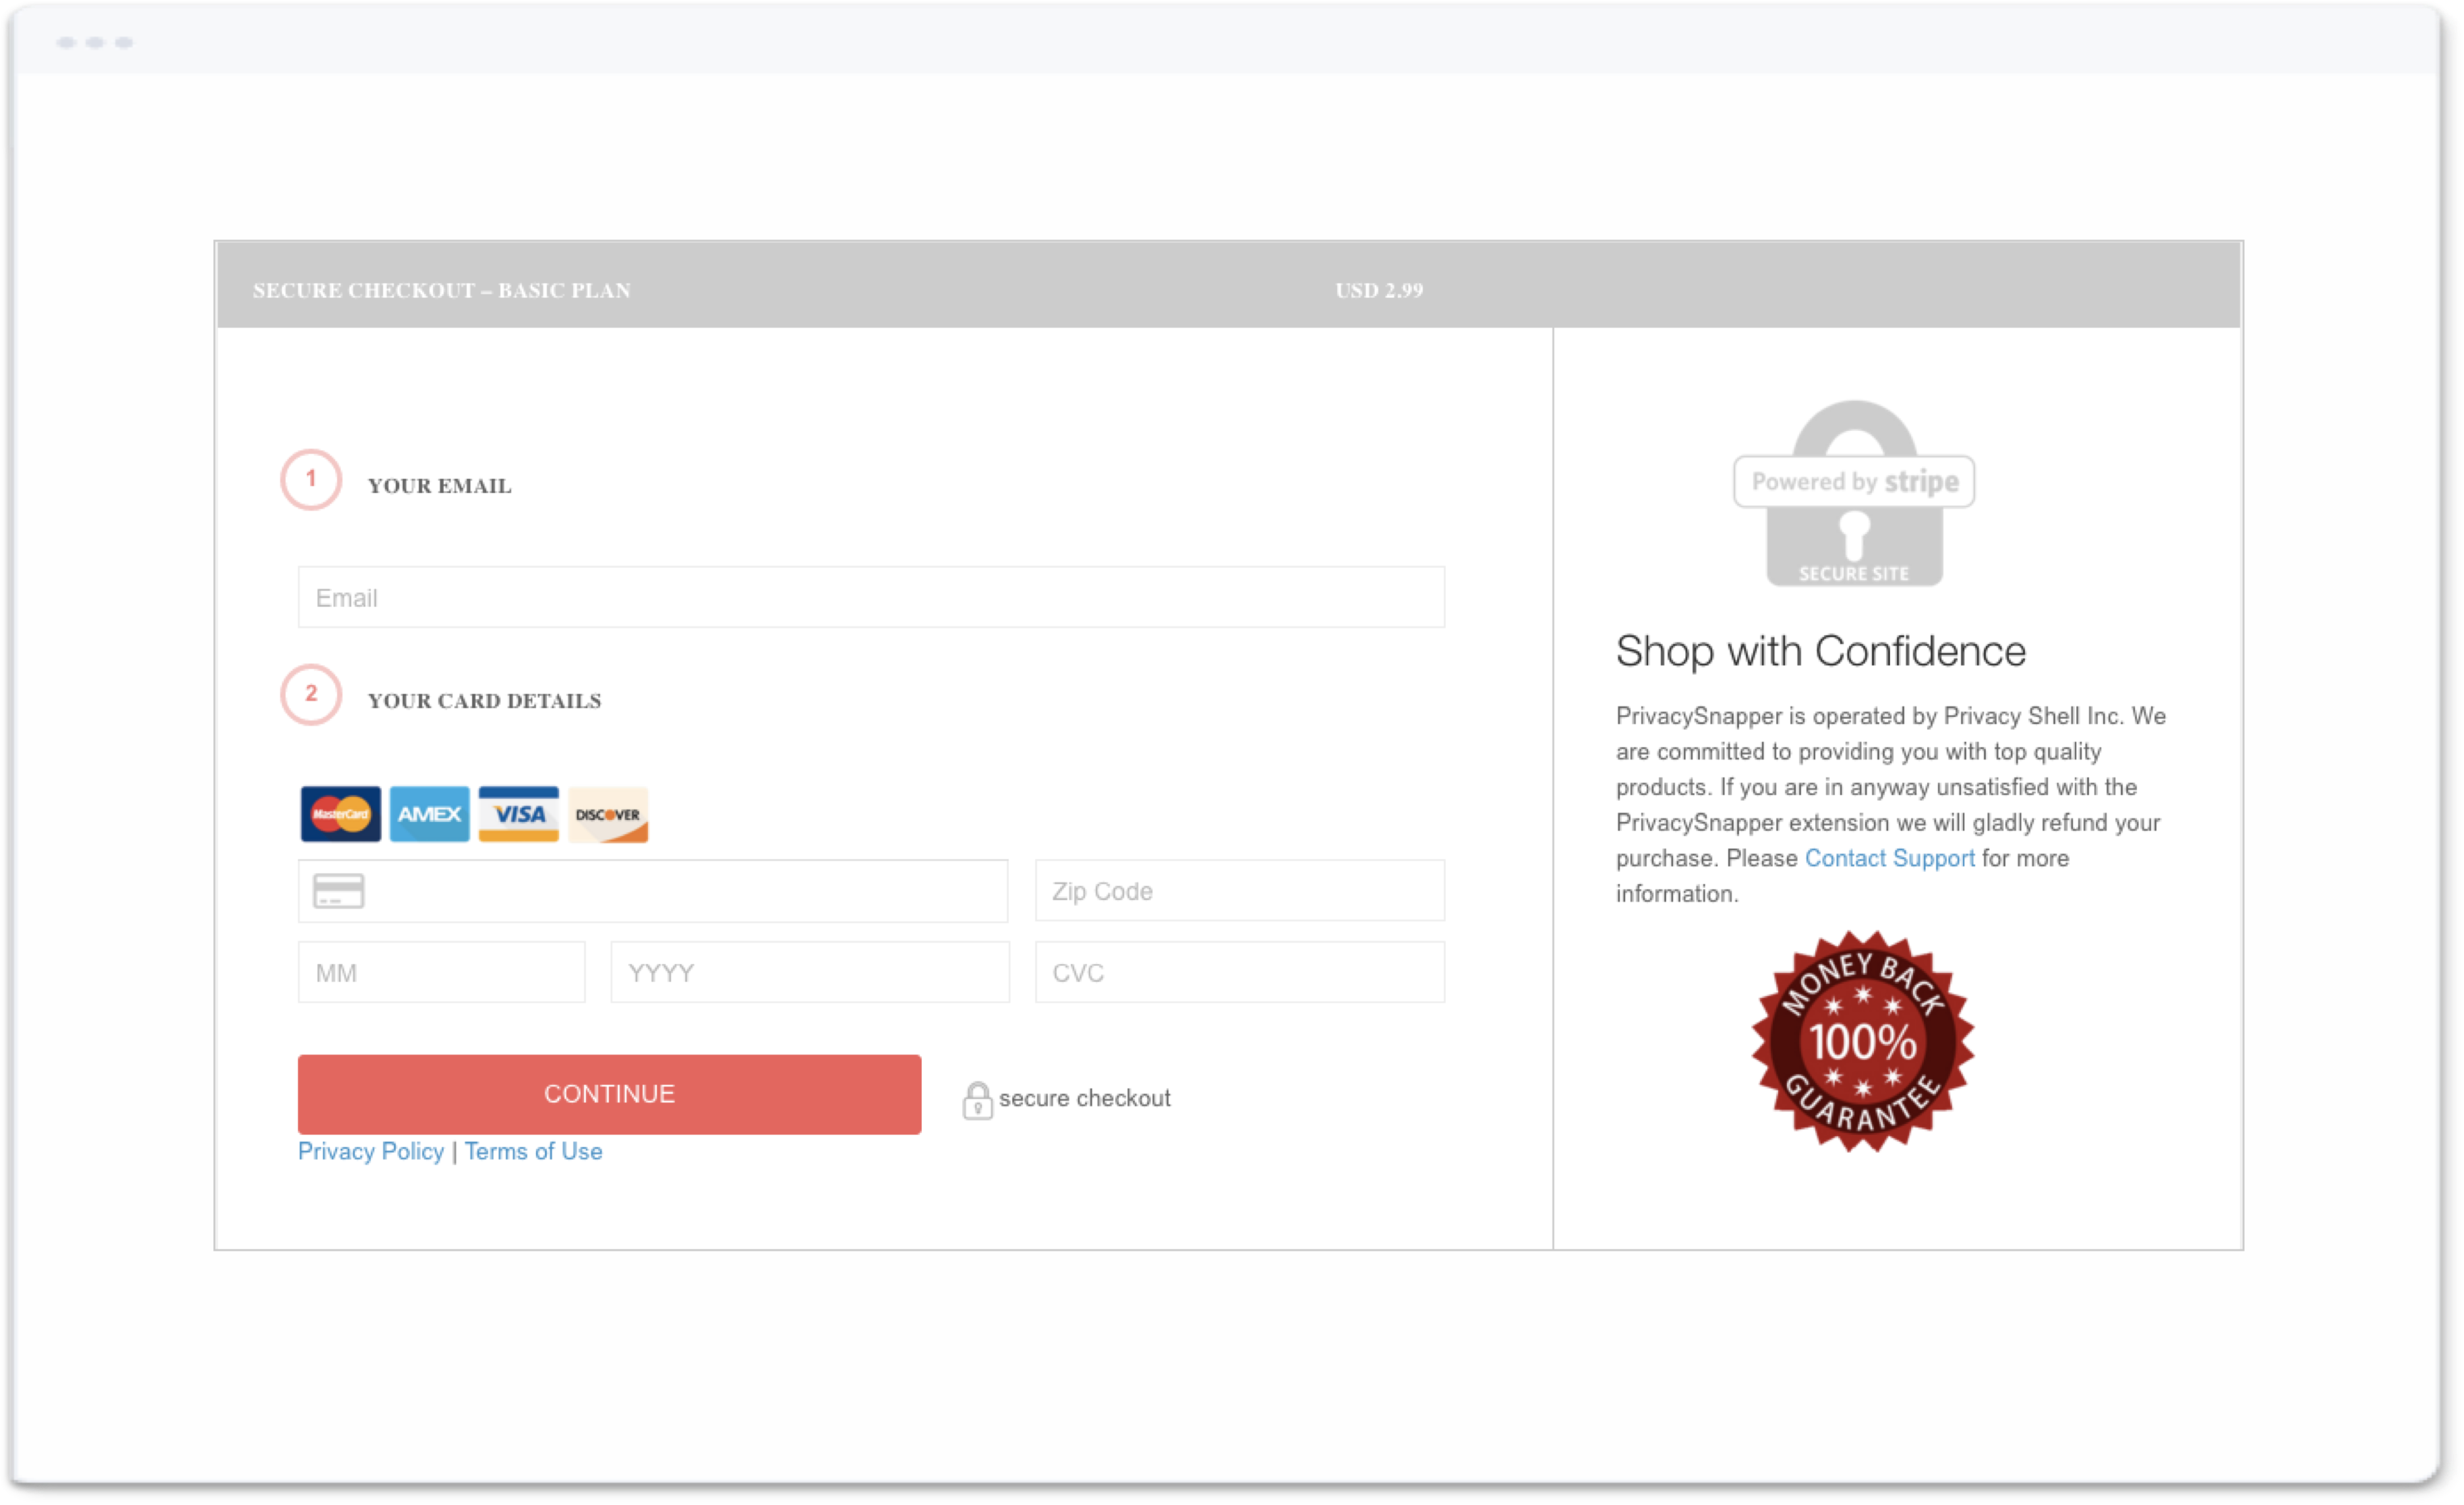 SECURE CHECKOUT – BASIC PLAN
USD 2.99
1
YOUR EMAIL
Email
2
YOUR CARD DETAILS
MasterCard
AMEX
VISA
DISCOVER
Zip Code
MM
YYYY
CVC
CONTINUE
secure checkout
Privacy Policy | Terms of Use
Powered by stripe
SECURE SITE
Shop with Confidence
PrivacySnapper is operated by Privacy Shell Inc. We
are committed to providing you with top quality
products. If you are in anyway unsatisfied with the
PrivacySnapper extension we will gladly refund your
purchase. Please Contact Support for more
information.
MONEY BACK
100%
GUARANTEE